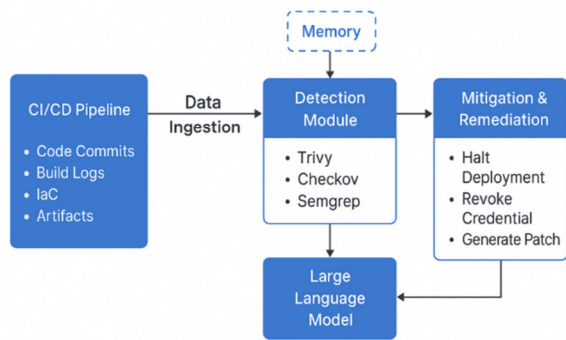 Memory
CI/CD Pipeline
• Code Commits
• Build Logs
• IaC
• Artifacts
Data
Ingestion
Detection
Module
• Trivy
• Checkov
• Semgrep
Mitigation &
Remediation
• Halt
Deployment
• Revoke
Credential
• Generate Patch
Large
Language
Model